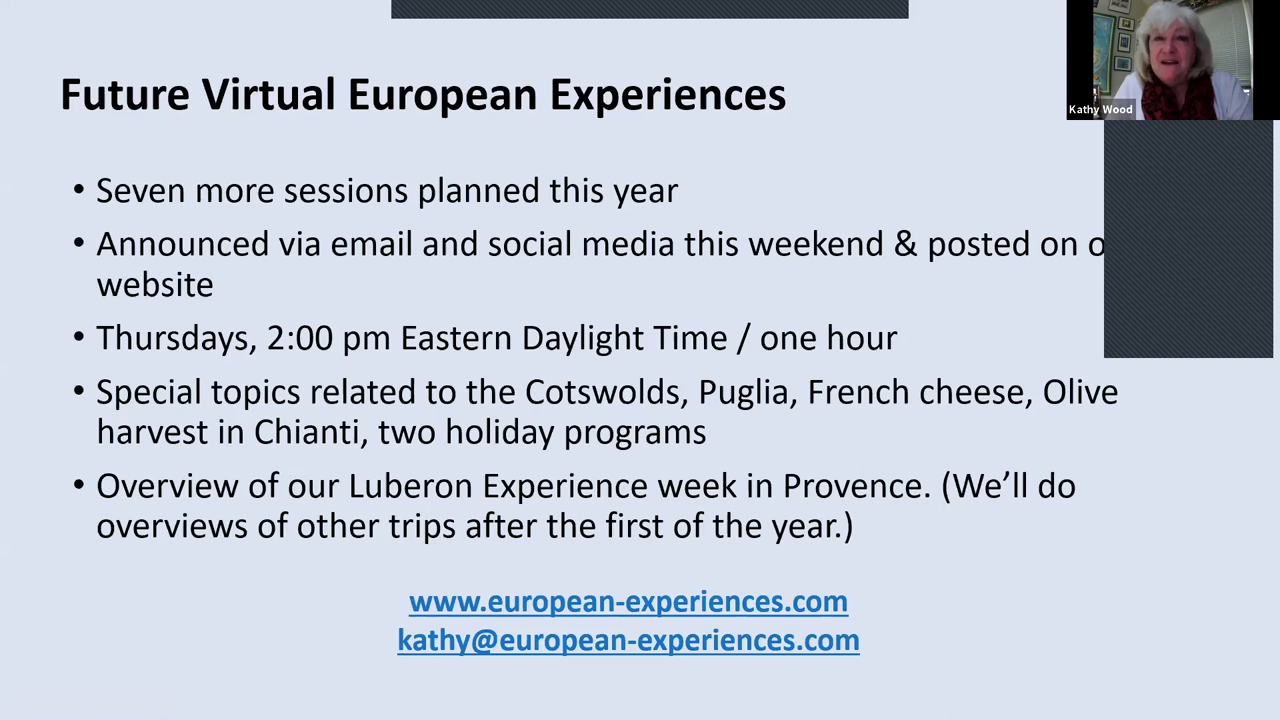 Future Virtual European Experiences
Kathy Wood
• Seven more sessions planned this year
• Announced via email and social media this weekend & posted on
website
• Thursdays, 2:00 pm Eastern Daylight Time / one hour
• Special topics related to the Cotswolds, Puglia, French cheese, Olive
harvest in Chianti, two holiday programs
• Overview of our Luberon Experience week in Provence. (We’ll do
overviews of other trips after the first of the year.)
www.european-experiences.com
kathy@european-experiences.com